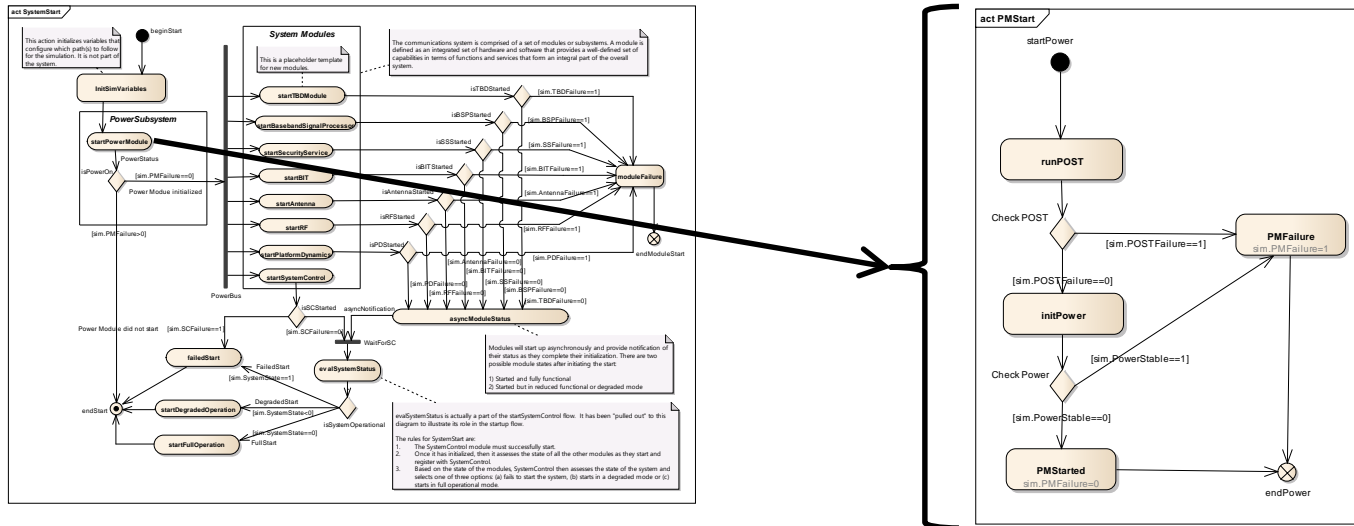 act SystemStart
This action initializes variables that
configure which path(s) to follow
for the simulation. It is not part of
the system.
beginStart
InitSimVariables
PowerSubsystem
startPowerModule
PowerStatus
isPowerOn
[sim.PMFailure==0]
Power Modue initialized
[sim.PMFailure>0]
Power Module did not start
PowerBus
System Modules
This is a placeholder template
for new modules.
The communications system is comprised of a set of modules or subsystems. A module is
defined as an integrated set of hardware and software that provides a well-defined set of
capabilities in terms of functions and services that form an integral part of the overall
system.
startTBDModule
startBasebandSignalProcessor
startSecurityService
startBIT
startAntenna
startRF
startPlatformDynamics
startSystemControl
isTBDStarted
[sim.TBDFailure==1]
isBSPStarted
[sim.BSPFailure==1]
isSSStarted
[sim.SSFailure==1]
isBITStarted
[sim.BITFailure==1]
isAntennaStarted
[sim.AntennaFailure==1]
isRFStarted
[sim.RFFailure==1]
isPDStarted
[sim.PDFailure==1]
moduleFailure
endModuleStart
[sim.AntennaFailure==0]
[sim.BITFailure==0]
[sim.PDFailure==0]
[sim.SSFailure==0]
[sim.RFFailure==0]
[sim.BSPFailure==0]
[sim.TBDFailure==0]
isSCStarted
asyncNotification
asyncModuleStatus
[sim.SCFailure==1]
[sim.SCFailure==0]
WaitForSC
Modules will start up asynchronously and provide notification of
their status as they complete their initialization. There are two
possible module states after initiating the start:
1) Started and fully functional
2) Started but in reduced functional or degraded mode
failedStart
FailedStart
[sim.SystemState==1]
evalSystemStatus
endStart
startDegradedOperation
DegradedStart
[sim.SystemState<0]
isSystemOperational
[sim.SystemState==0]
startFullOperation
FullStart
evalSystemStatus is actually a part of the startSystemControl flow. It has been "pulled out" to this
diagram to illustrate its role in the startup flow.
The rules for SystemStart are:
1. The SystemControl module must successfully start.
2. Once it has initialized, then it assesses the state of all the other modules as they start and
register with SystemControl.
3. Based on the state of the modules, SystemControl then assesses the state of the system and
selects one of three options: (a) fails to start the system, (b) starts in a degraded mode or (c)
starts in full operational mode.
act PMStart
startPower
runPOST
Check POST
[sim.POSTFailure==1]
PMFailure
sim.PMFailure=1
[sim.POSTFailure==0]
initPower
[sim.PowerStable==1]
Check Power
[sim.PowerStable==0]
PMStarted
sim.PMFailure=0
endPower